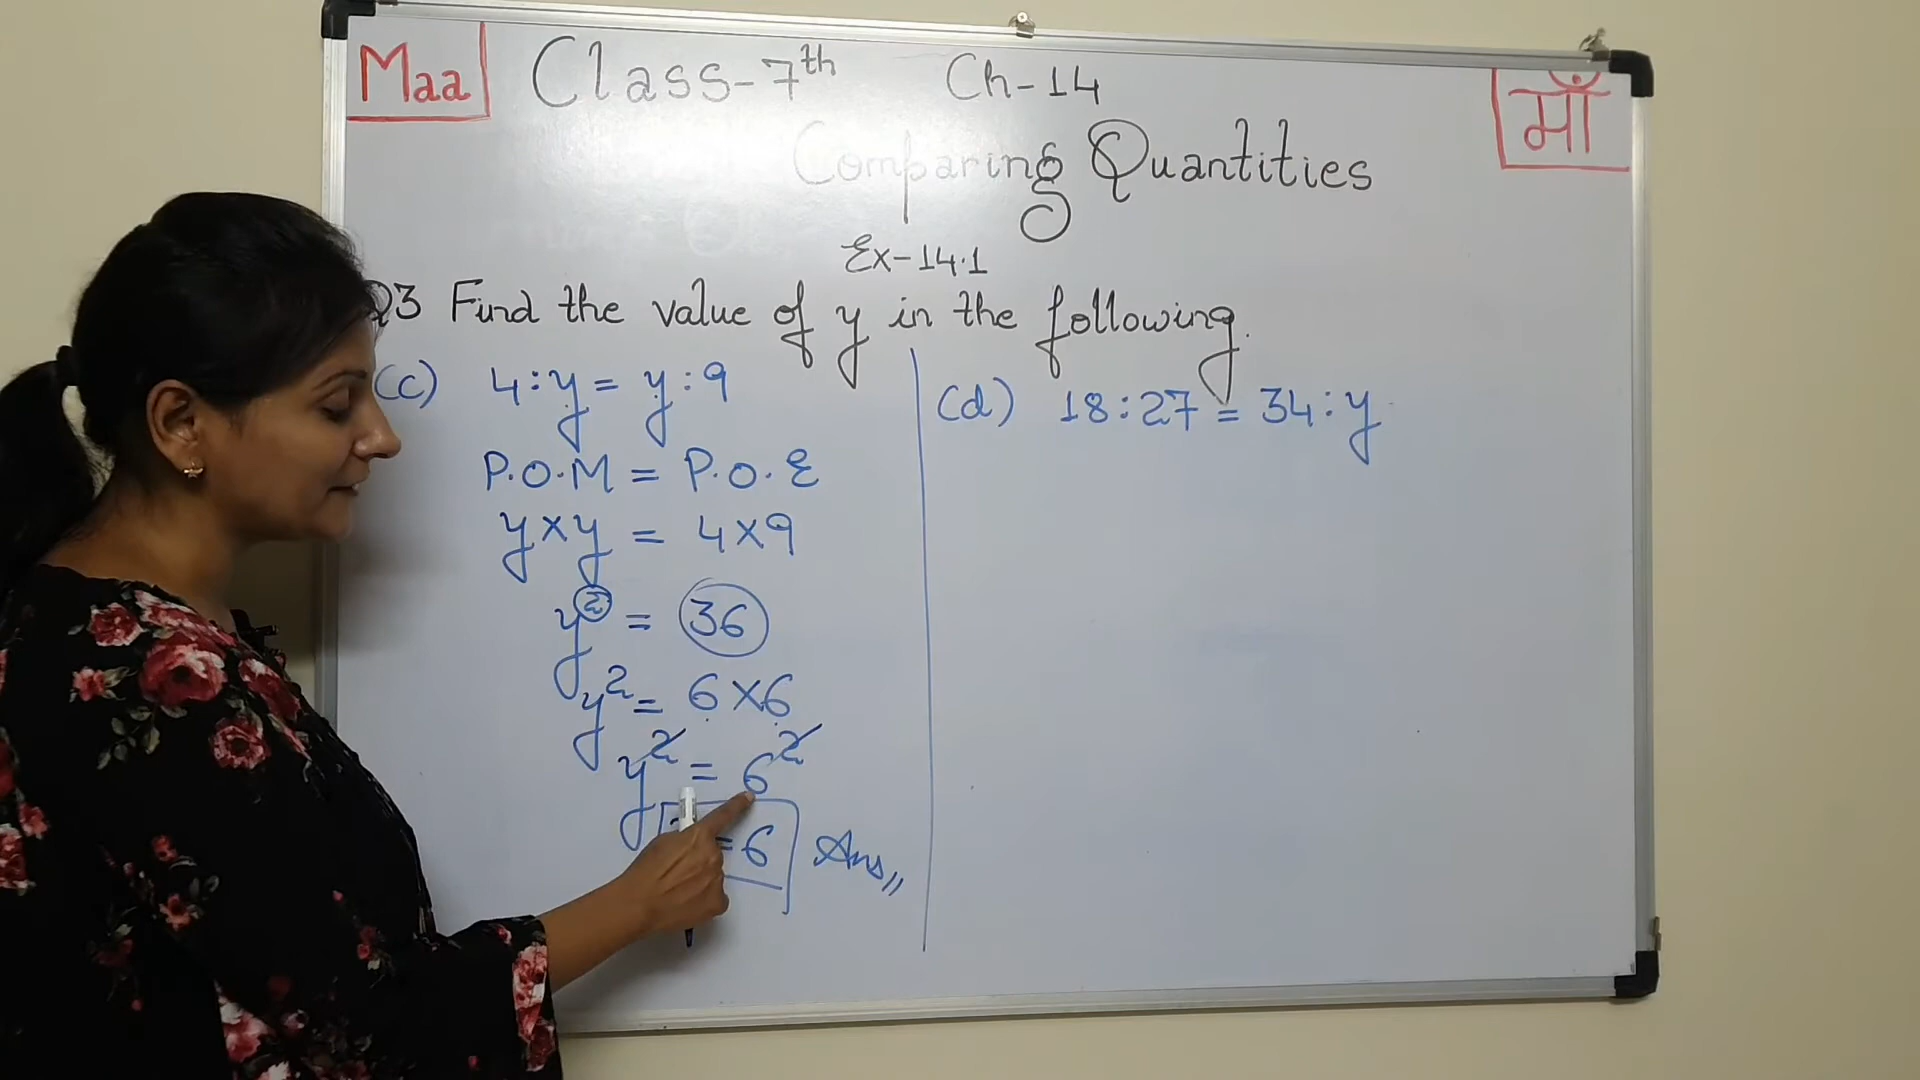 Maa Class-7th Ch-14 माँ
Comparing Quantities
Ex-14.1
Q3 Find the value of y in the following.
(c) 4:y = y:9
P.O.M = P.O.E
y×y = 4×9
y² = 36
y² = 6×6
y² = 6²
= 6 Ans,,
(d) 18:27 = 34:y